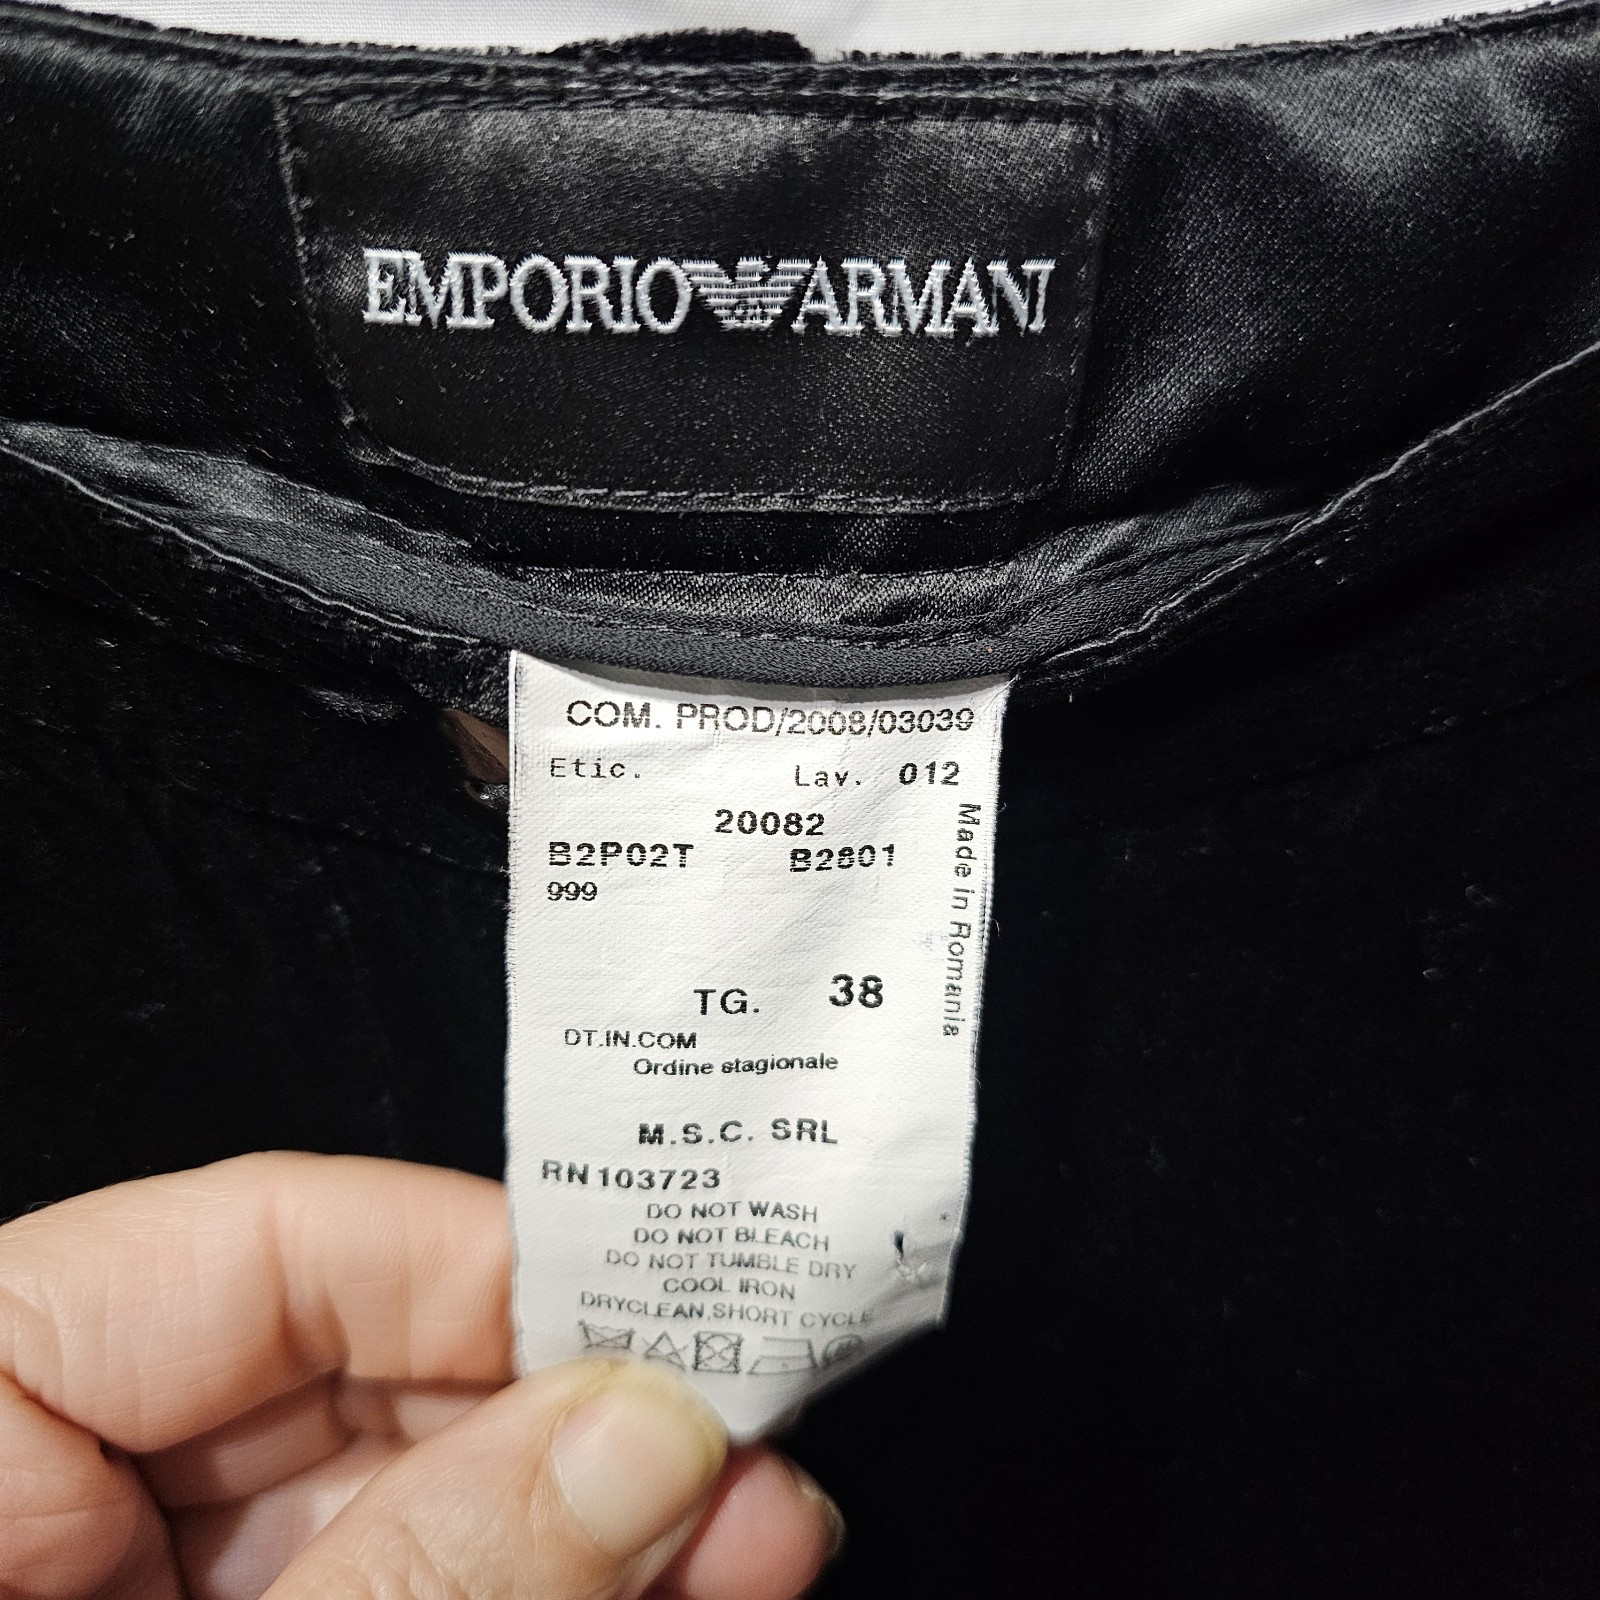 EMPORIO ARMANI
COM. PROD/2008/03039
Etic. Lav. 012
20082
B2P02T B2801
999
Made in Romania
TG. 38
DT.IN.COM
Ordine stagionale
M.S.C. SRL
RN 103723
DO NOT WASH
DO NOT BLEACH
DO NOT TUMBLE DRY
COOL IRON
DRYCLEAN,SHORT CYCLE